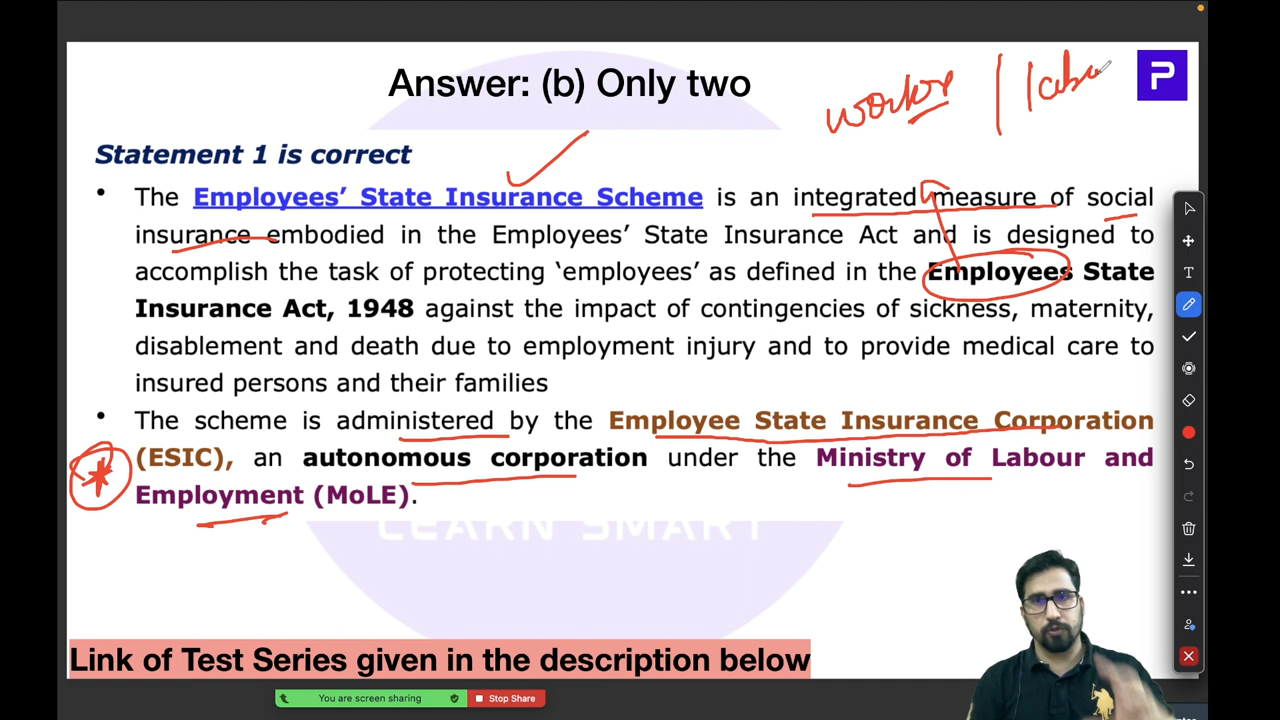 Answer: (b) Only two
worker | labo
P
Statement 1 is correct
• The Employees’ State Insurance Scheme is an integrated measure of social
insurance embodied in the Employees’ State Insurance Act and is designed to
accomplish the task of protecting ‘employees’ as defined in the Employees State
Insurance Act, 1948 against the impact of contingencies of sickness, maternity,
disablement and death due to employment injury and to provide medical care to
insured persons and their families
• The scheme is administered by the Employee State Insurance Corporation
(ESIC), an autonomous corporation under the Ministry of Labour and
Employment (MoLE).
LEARN SMART
Link of Test Series given in the description below
You are screen sharing
Stop Share